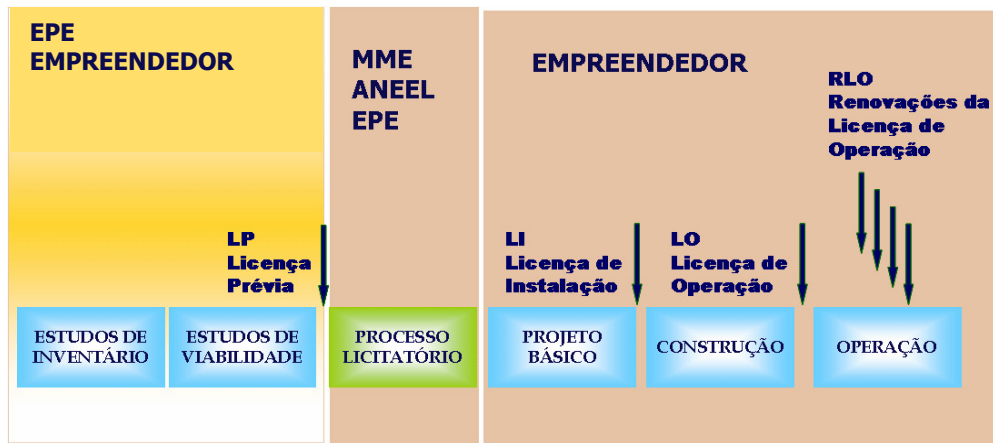 EPE
EMPREENDEDOR
MME
ANEEL
EPE
EMPREENDEDOR
RLO
Renovações da
Licença de
Operação
LP
Licença
Prévia
LI
Licença de
Instalação
LO
Licença de
Operação
ESTUDOS DE
INVENTÁRIO
ESTUDOS DE
VIABILIDADE
PROCESSO
LICITATÓRIO
PROJETO
BÁSICO
CONSTRUÇÃO
OPERAÇÃO